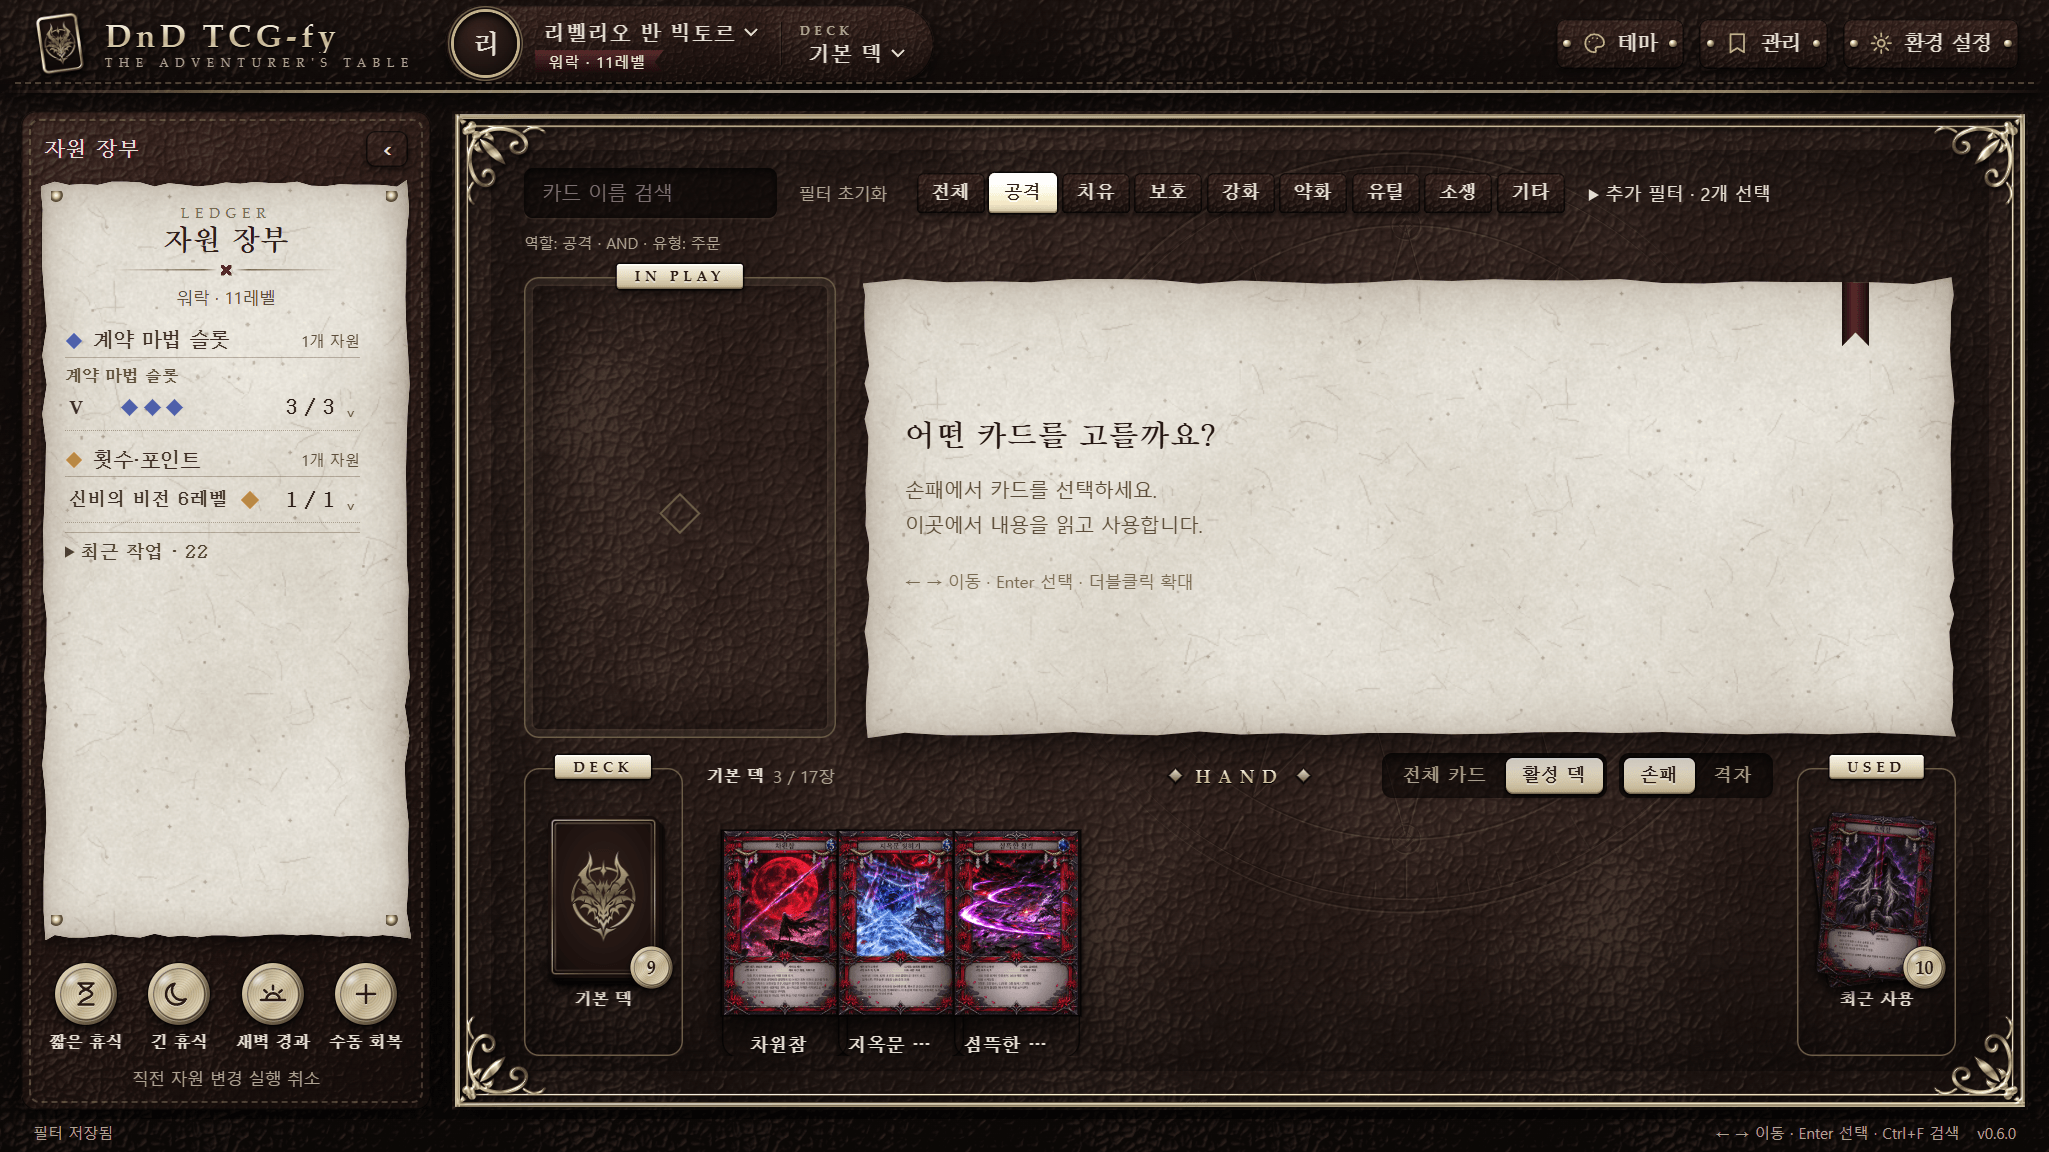 DnD TCG-fy
THE ADVENTURER'S TABLE
리
리벨리오 반 빅토르
워락 · 11레벨
DECK
기본 덱
테마
관리
환경 설정
자원 장부
LEDGER
자원 장부
워락 · 11레벨
계약 마법 슬롯 1개 자원
계약 마법 슬롯
V 3 / 3
횟수·포인트 1개 자원
신비의 비전 6레벨 1 / 1
▶ 최근 작업 · 22
짧은 휴식 긴 휴식 새벽 경과 수동 회복
직전 자원 변경 실행 취소
카드 이름 검색 필터 초기화 전체 공격 치유 보호 강화 약화 유틸 소생 기타 ▶ 추가 필터 · 2개 선택
역할: 공격 · AND · 유형: 주문
IN PLAY
어떤 카드를 고를까요?
손패에서 카드를 선택하세요.
이곳에서 내용을 읽고 사용합니다.
← → 이동 · Enter 선택 · 더블클릭 확대
DECK
9
기본 덱
기본 덱 3 / 17장
HAND
전체 카드 활성 덱 손패 격자
차원참
차원참 지옥문 ··· 섬뜩한 ···
USED
10
최근 사용
필터 저장됨
← → 이동 · Enter 선택 · Ctrl+F 검색 v0.6.0